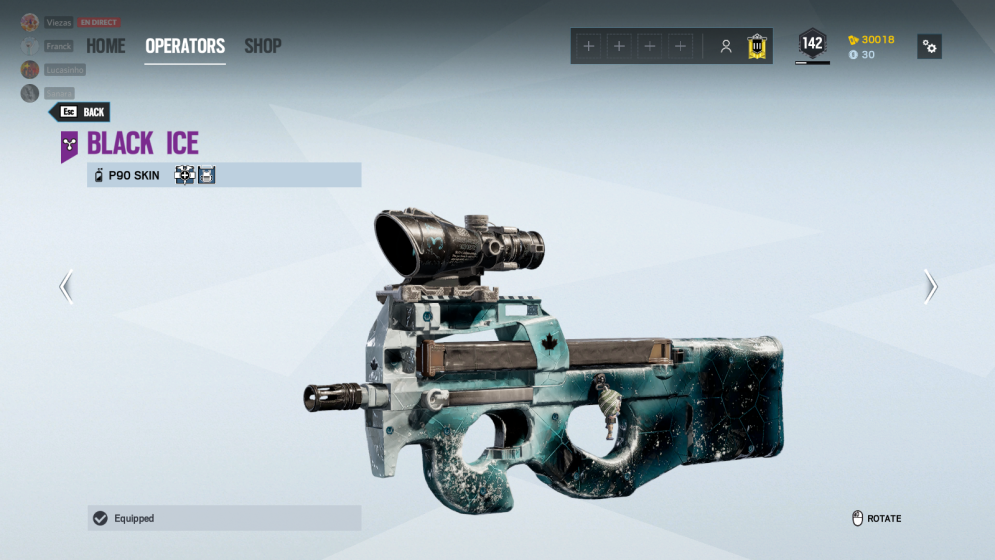 Viezas EN DIRECT
Franck
Lucasinho
HOME OPERATORS SHOP
142
30018
30
Esc BACK
BLACK ICE
P90 SKIN
Equipped
ROTATE